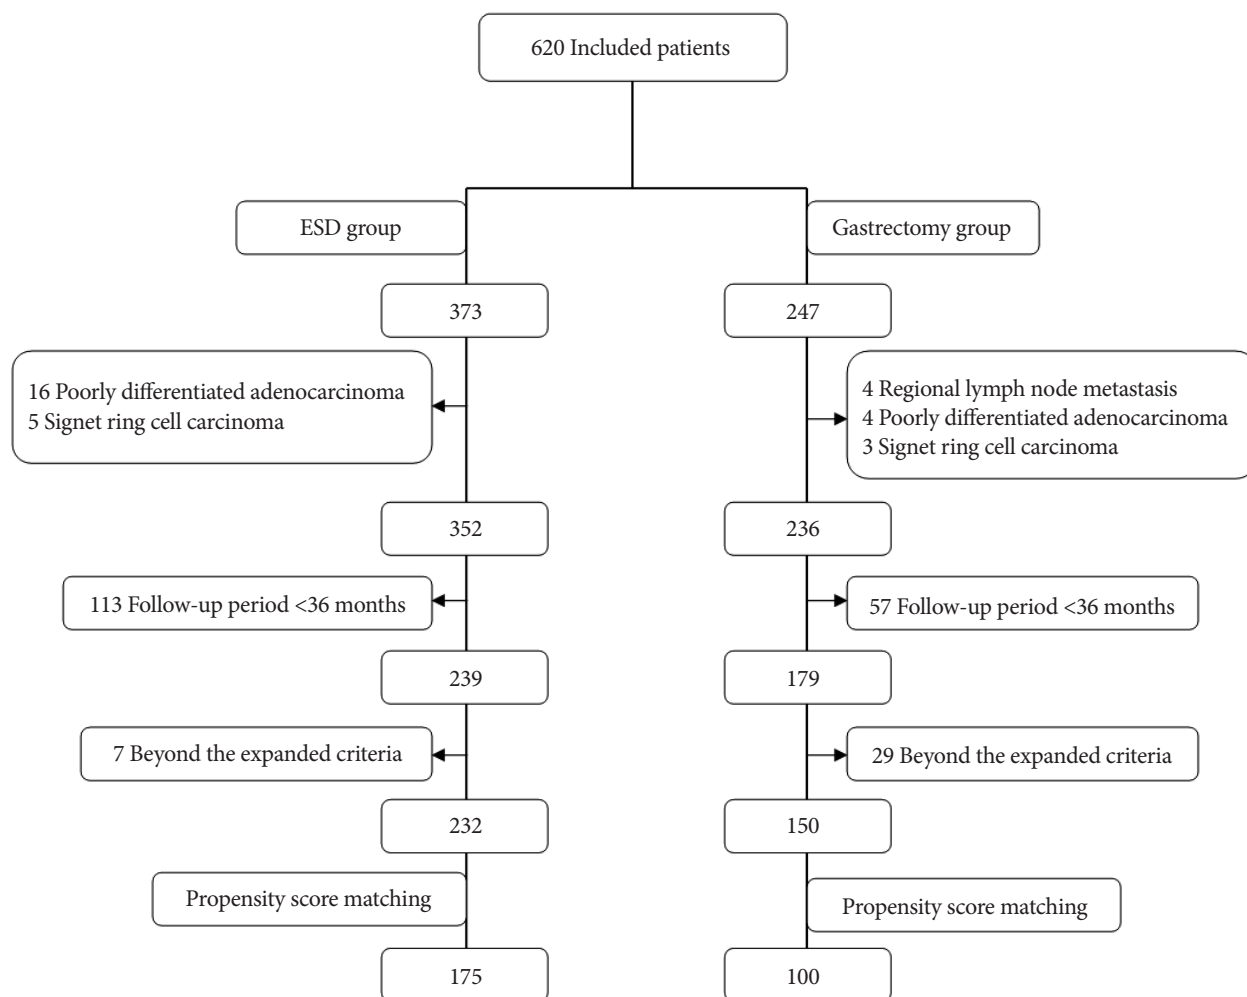 620 Included patients
ESD group
Gastrectomy group
373
247
16 Poorly differentiated adenocarcinoma
5 Signet ring cell carcinoma
4 Regional lymph node metastasis
4 Poorly differentiated adenocarcinoma
3 Signet ring cell carcinoma
352
236
113 Follow-up period <36 months
57 Follow-up period <36 months
239
179
7 Beyond the expanded criteria
29 Beyond the expanded criteria
232
150
Propensity score matching
Propensity score matching
175
100